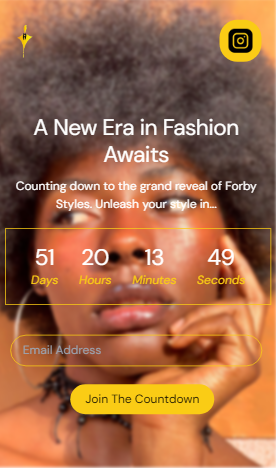 A New Era in Fashion
Awaits
Counting down to the grand reveal of Forby
Styles. Unleash your style in...
51 20 13 49
Days Hours Minutes Seconds
Email Address
Join The Countdown